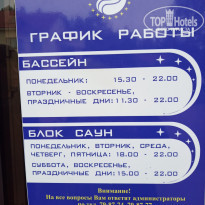 TOP HOTELS
ГРАФИК РАБОТЫ
БАССЕЙН
ПОНЕДЕЛЬНИК: 15.30 - 22.00
ВТОРНИК - ВОСКРЕСЕНЬЕ,
ПРАЗДНИЧНЫЕ ДНИ: 11.30 - 22.00
БЛОК САУН
ПОНЕДЕЛЬНИК, ВТОРНИК, СРЕДА,
ЧЕТВЕРГ, ПЯТНИЦА: 18.00 - 22.00
СУББОТА, ВОСКРЕСЕНЬЕ,
ПРАЗДНИЧНЫЕ ДНИ: 15.00 - 22.00
Внимание!
На все вопросы Вам ответят администраторы